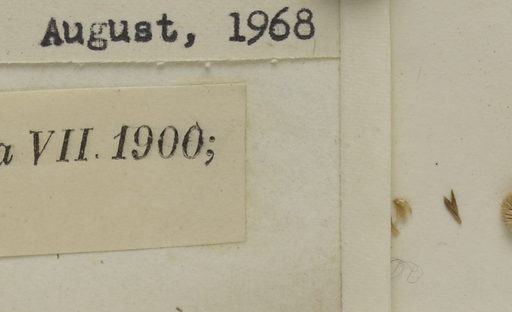 August, 1968
a VII. 1900;